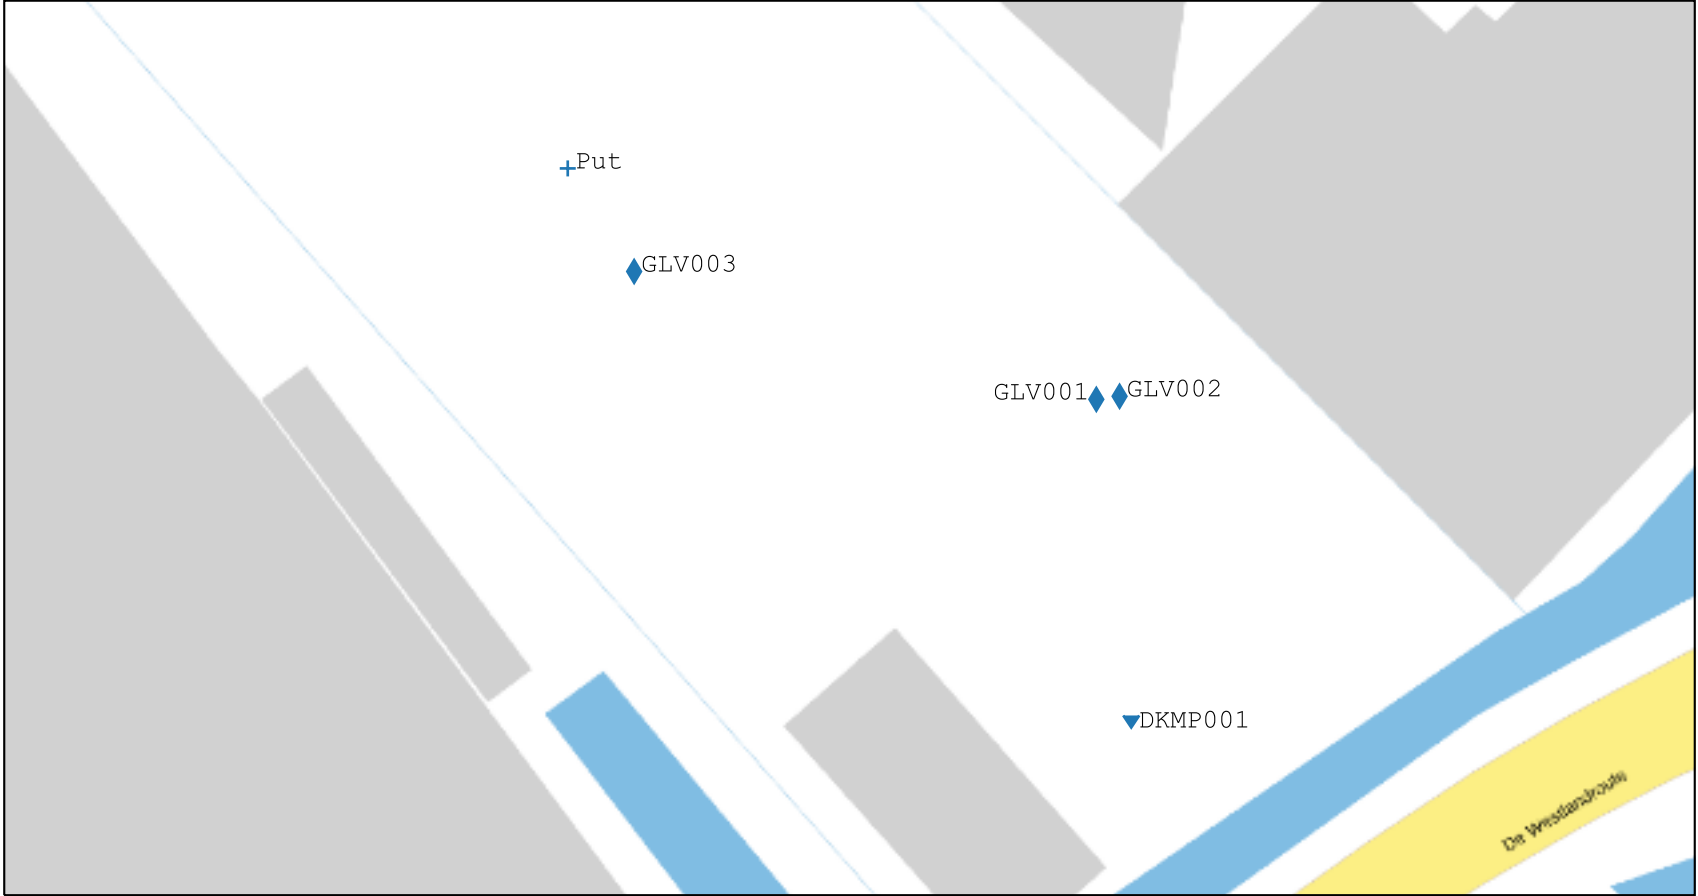 Put
GLV003
GLV001
GLV002
DKMP001
De Westlandroute